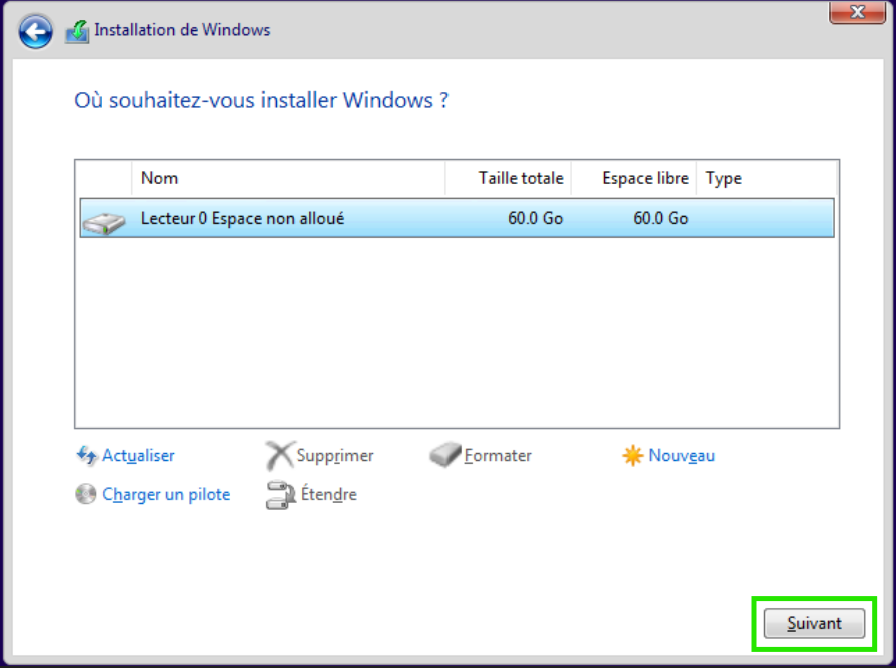 Installation de Windows
Où souhaitez-vous installer Windows ?
Nom Taille totale Espace libre Type
Lecteur 0 Espace non alloué 60.0 Go 60.0 Go
Actualiser Supprimer Formater Nouveau
Charger un pilote Étendre
Suivant